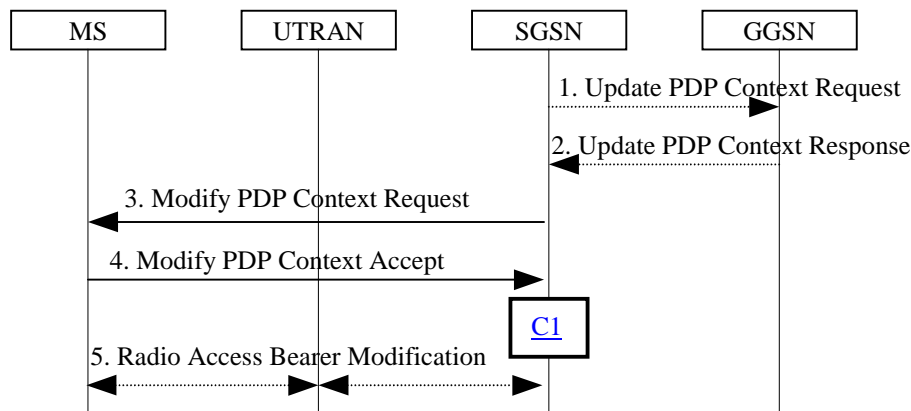 MS UTRAN SGSN GGSN
1. Update PDP Context Request
2. Update PDP Context Response
3. Modify PDP Context Request
4. Modify PDP Context Accept
C1
5. Radio Access Bearer Modification